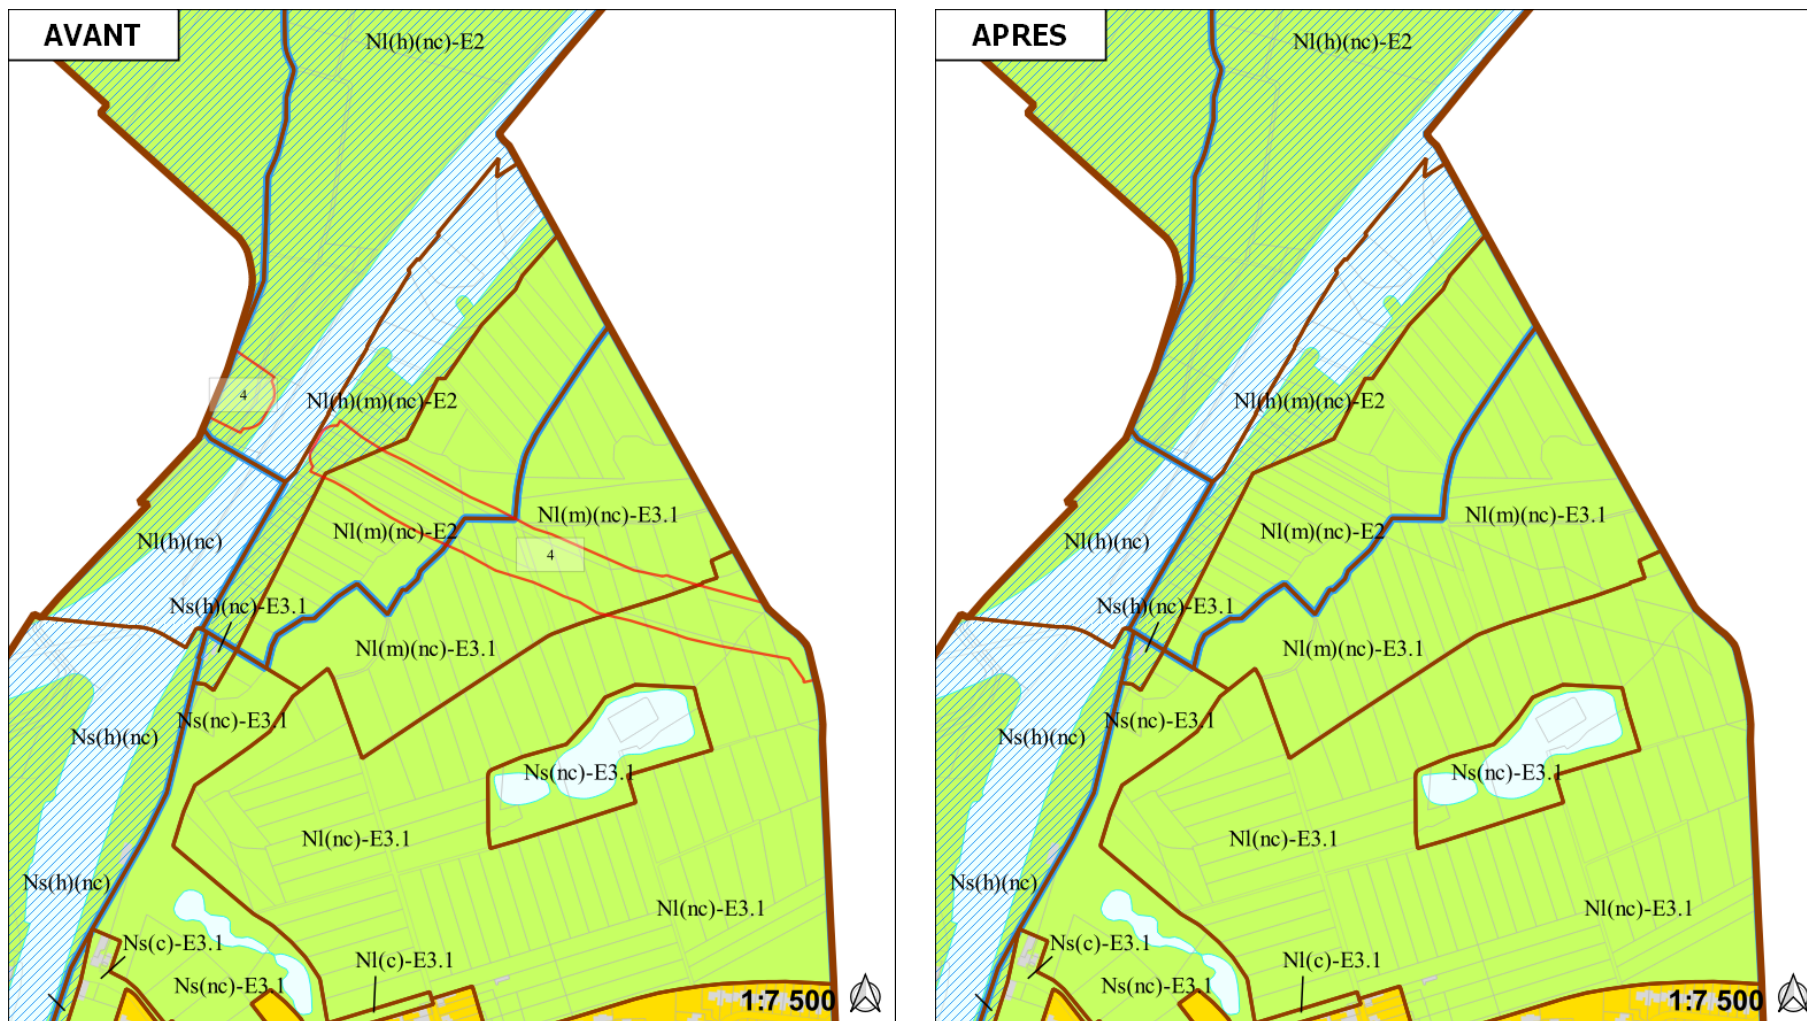 AVANT
Nl(h)(nc)-E2
4
Nl(h)(m)(nc)-E2
Nl(m)(nc)-E3.1
Nl(m)(nc)-E2
Nl(h)(nc)
4
Ns(h)(nc)-E3.1
Nl(m)(nc)-E3.1
Ns(nc)-E3.1
Ns(h)(nc)
Ns(nc)-E3.1
Nl(nc)-E3.1
Ns(h)(nc)
Nl(nc)-E3.1
Ns(c)-E3.1
Nl(c)-E3.1
Ns(nc)-E3.1
1:7 500
APRES
Nl(h)(nc)-E2
Nl(h)(m)(nc)-E2
Nl(m)(nc)-E3.1
Nl(m)(nc)-E2
Nl(h)(nc)
Ns(h)(nc)-E3.1
Nl(m)(nc)-E3.1
Ns(nc)-E3.1
Ns(h)(nc)
Ns(nc)-E3.1
Nl(nc)-E3.1
Ns(h)(nc)
Nl(nc)-E3.1
Ns(c)-E3.1
Nl(c)-E3.1
Ns(nc)-E3.1
1:7 500